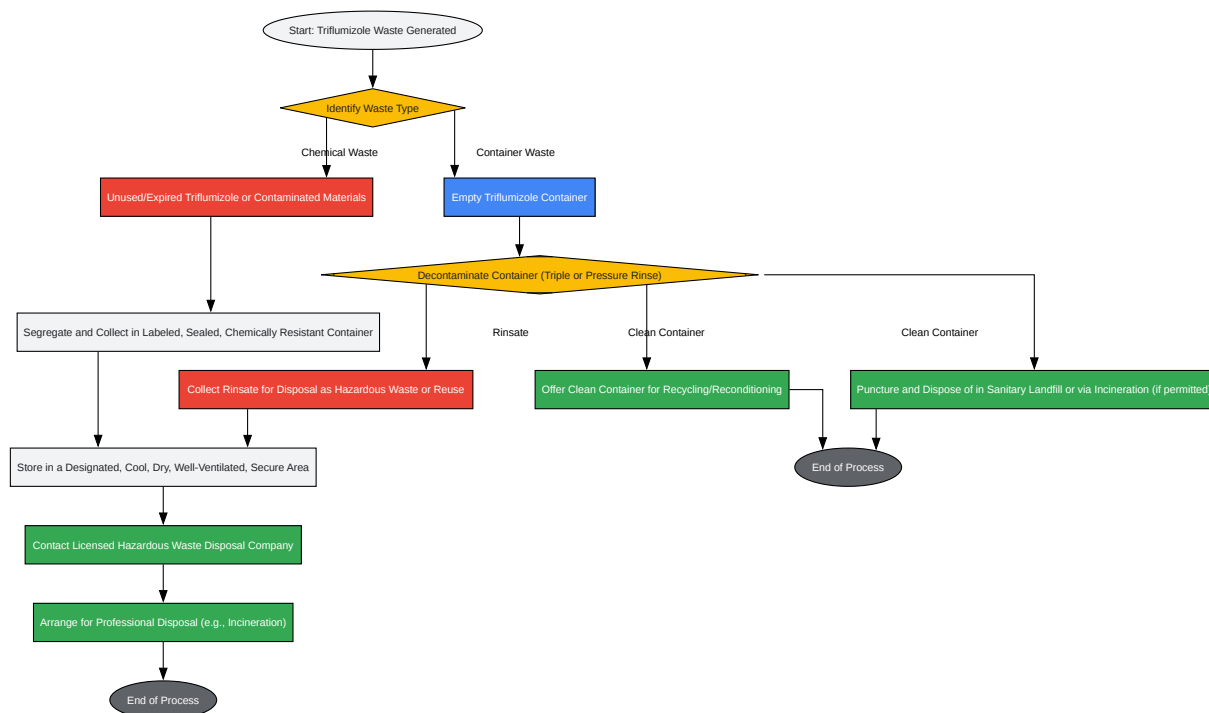 Start: Triflumizole Waste Generated
Identify Waste Type
Chemical Waste
Container Waste
Unused/Expired Triflumizole or Contaminated Materials
Empty Triflumizole Container
Decontaminate Container (Triple or Pressure Rinse)
Segregate and Collect in Labeled, Sealed, Chemically Resistant Container
Rinsate
Clean Container
Clean Container
Collect Rinsate for Disposal as Hazardous Waste or Reuse
Offer Clean Container for Recycling/Reconditioning
Puncture and Dispose of in Sanitary Landfill or via Incineration (if permitted)
Store in a Designated, Cool, Dry, Well-Ventilated, Secure Area
End of Process
Contact Licensed Hazardous Waste Disposal Company
Arrange for Professional Disposal (e.g., Incineration)
End of Process